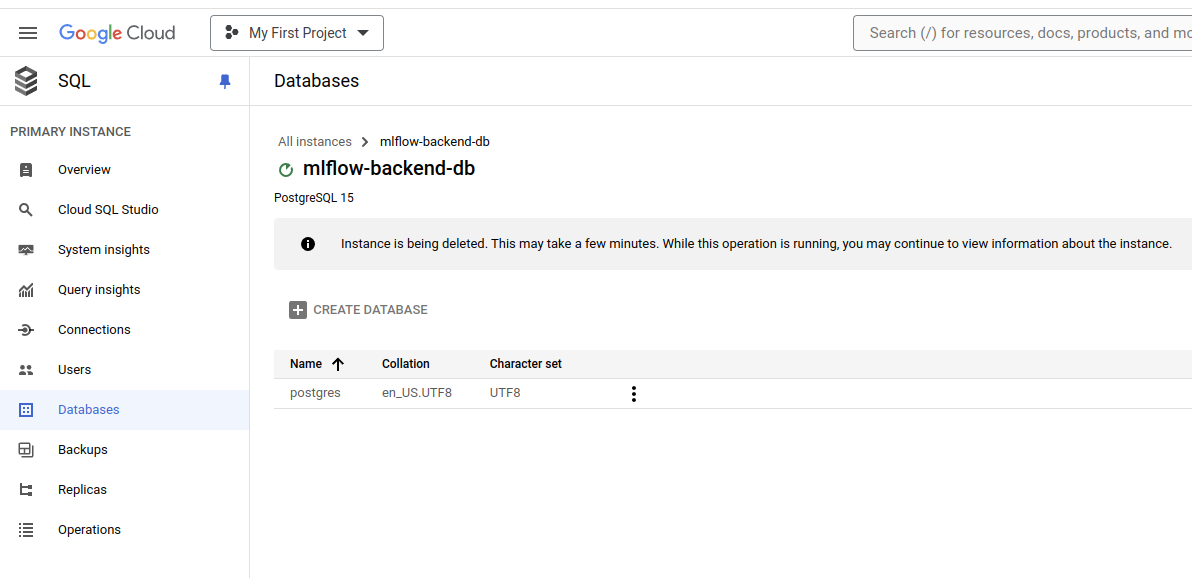 Google Cloud
My First Project
Search (/) for resources, docs, products, and mo
SQL
Databases
PRIMARY INSTANCE
Overview
Cloud SQL Studio
System insights
Query insights
Connections
Users
Databases
Backups
Replicas
Operations
All instances > mlflow-backend-db
mlflow-backend-db
PostgreSQL 15
Instance is being deleted. This may take a few minutes. While this operation is running, you may continue to view information about the instance.
CREATE DATABASE
Name Collation Character set
postgres en_US.UTF8 UTF8